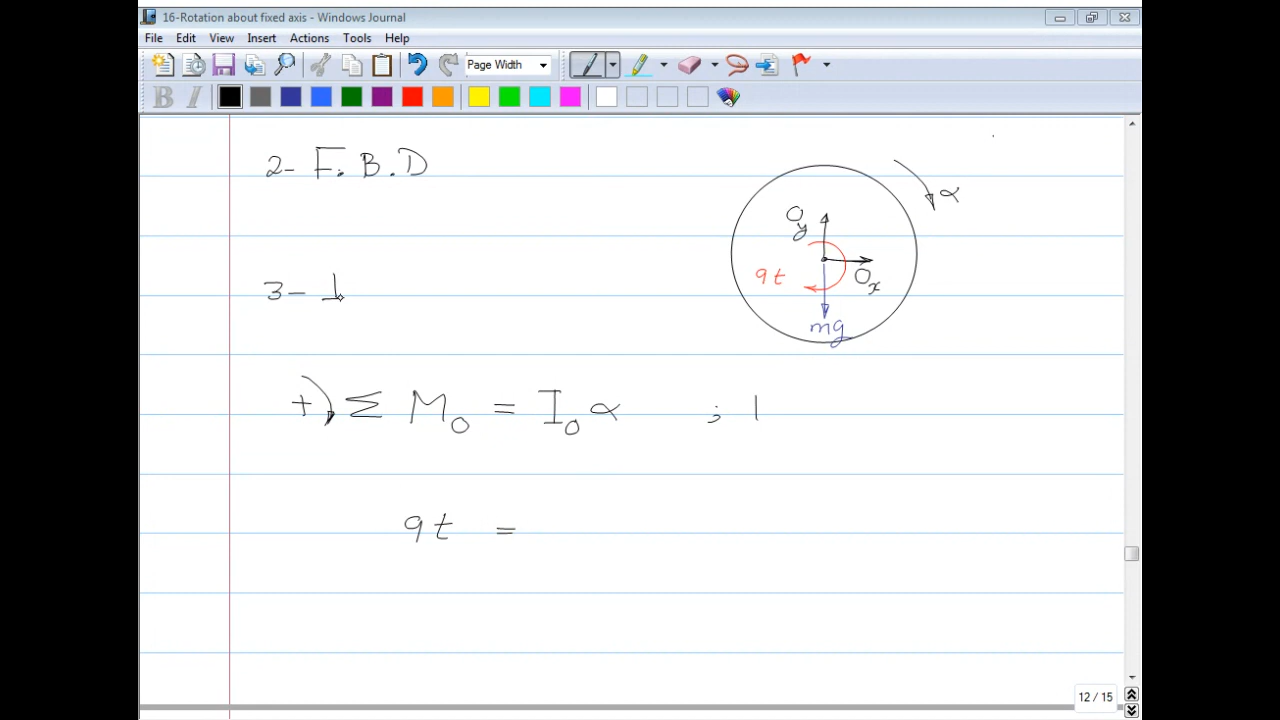 16-Rotation about fixed axis - Windows Journal
File Edit View Insert Actions Tools Help
Page Width
B I
2- F.B.D
α
Oy
9t
Ox
mg
3- I
+ Σ Mo = Io α ; I
9t =
12 / 15